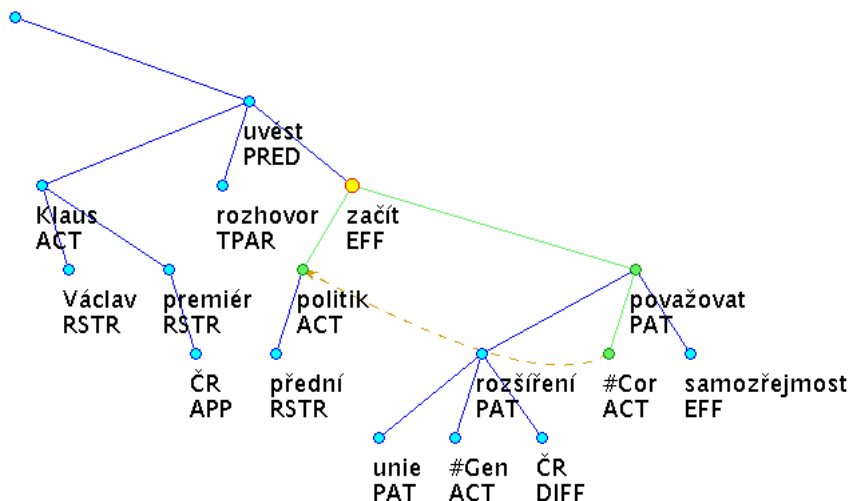 uvést
PRED
Klaus
ACT
rozhovor
TPAR
začít
EFF
Václav
RSTR
premiér
RSTR
politik
ACT
považovat
PAT
ČR
APP
přední
RSTR
rozšíření
PAT
#Cor
ACT
samozřejmost
EFF
unie
PAT
#Gen
ACT
ČR
DIFF